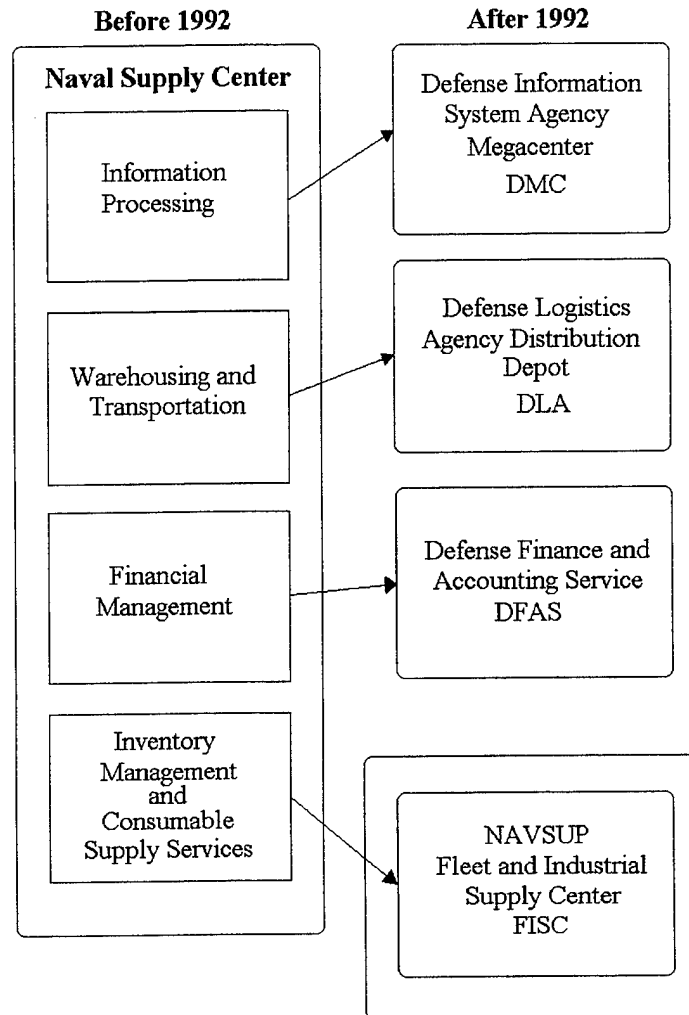 Before 1992
After 1992
Naval Supply Center
Information
Processing
Warehousing and
Transportation
Financial
Management
Inventory
Management
and
Consumable
Supply Services
Defense Information
System Agency
Megacenter
DMC
Defense Logistics
Agency Distribution
Depot
DLA
Defense Finance and
Accounting Service
DFAS
NAVSUP
Fleet and Industrial
Supply Center
FISC